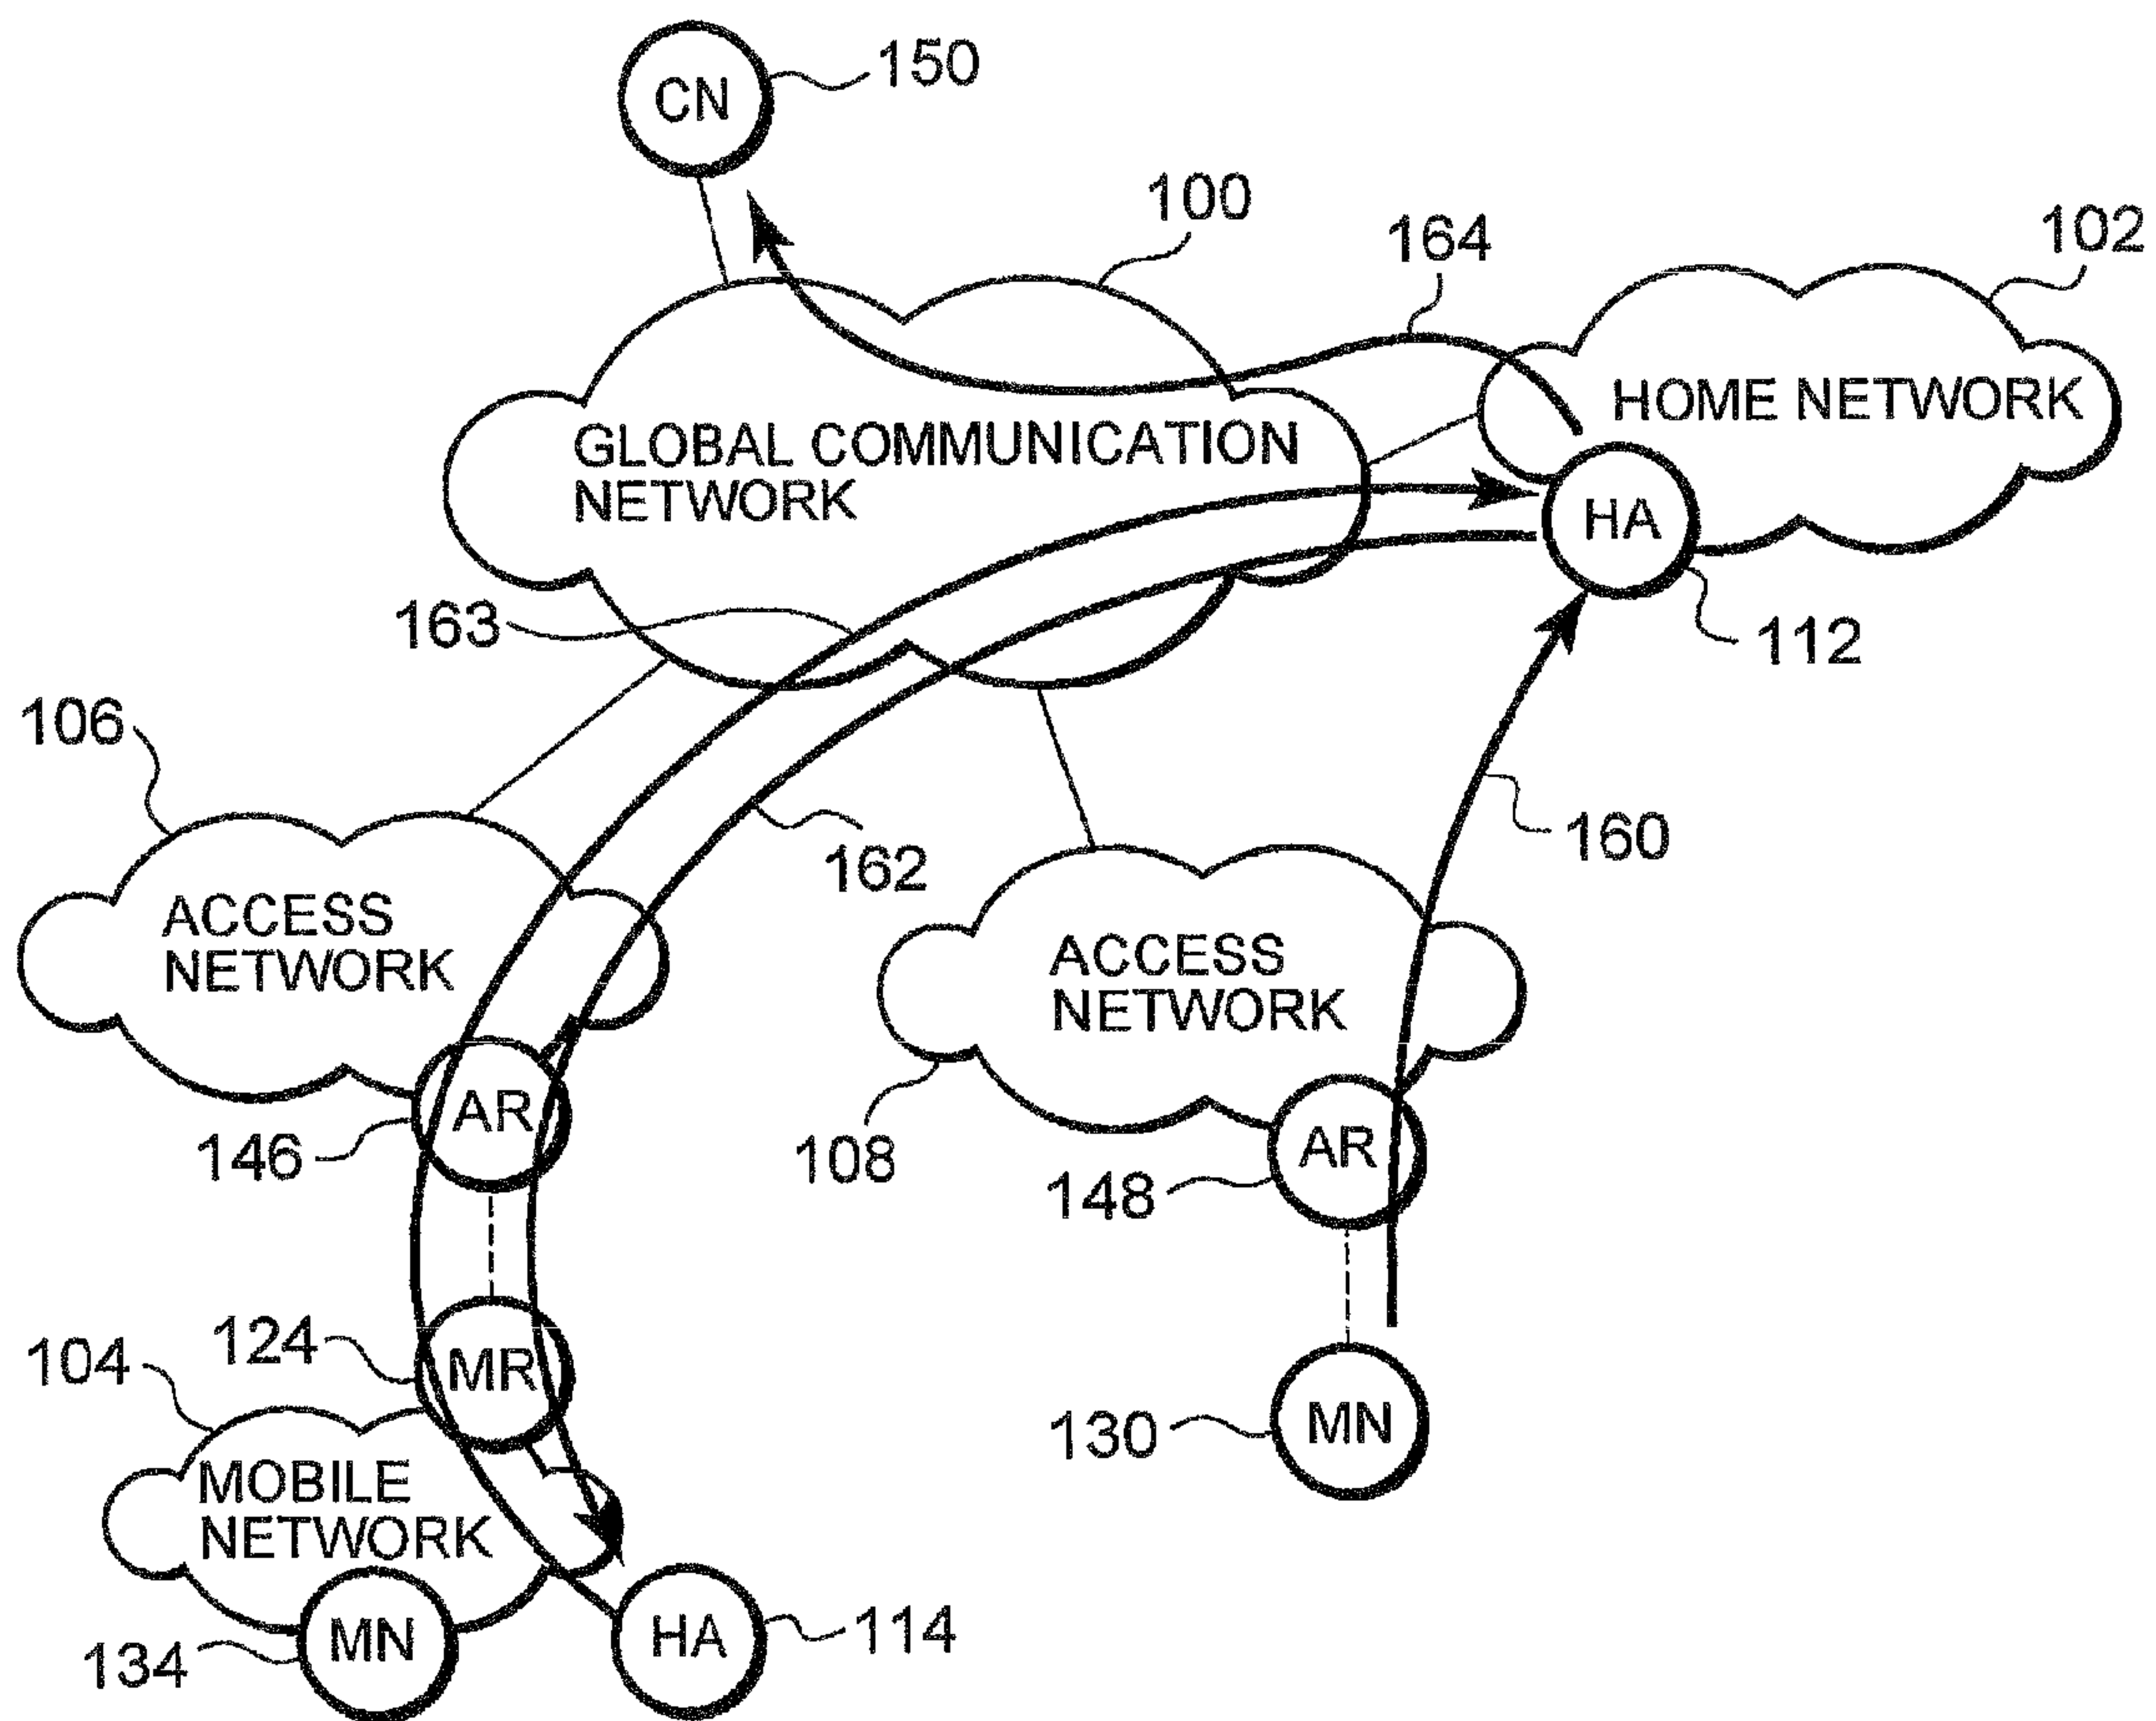 CN
150
100
164
102
HOME NETWORK
GLOBAL COMMUNICATION
NETWORK
HA
163
112
106
162
160
ACCESS
NETWORK
ACCESS
NETWORK
AR
146
108
AR
148
124
MR
104
130
MN
MOBILE
NETWORK
134
MN
HA
114